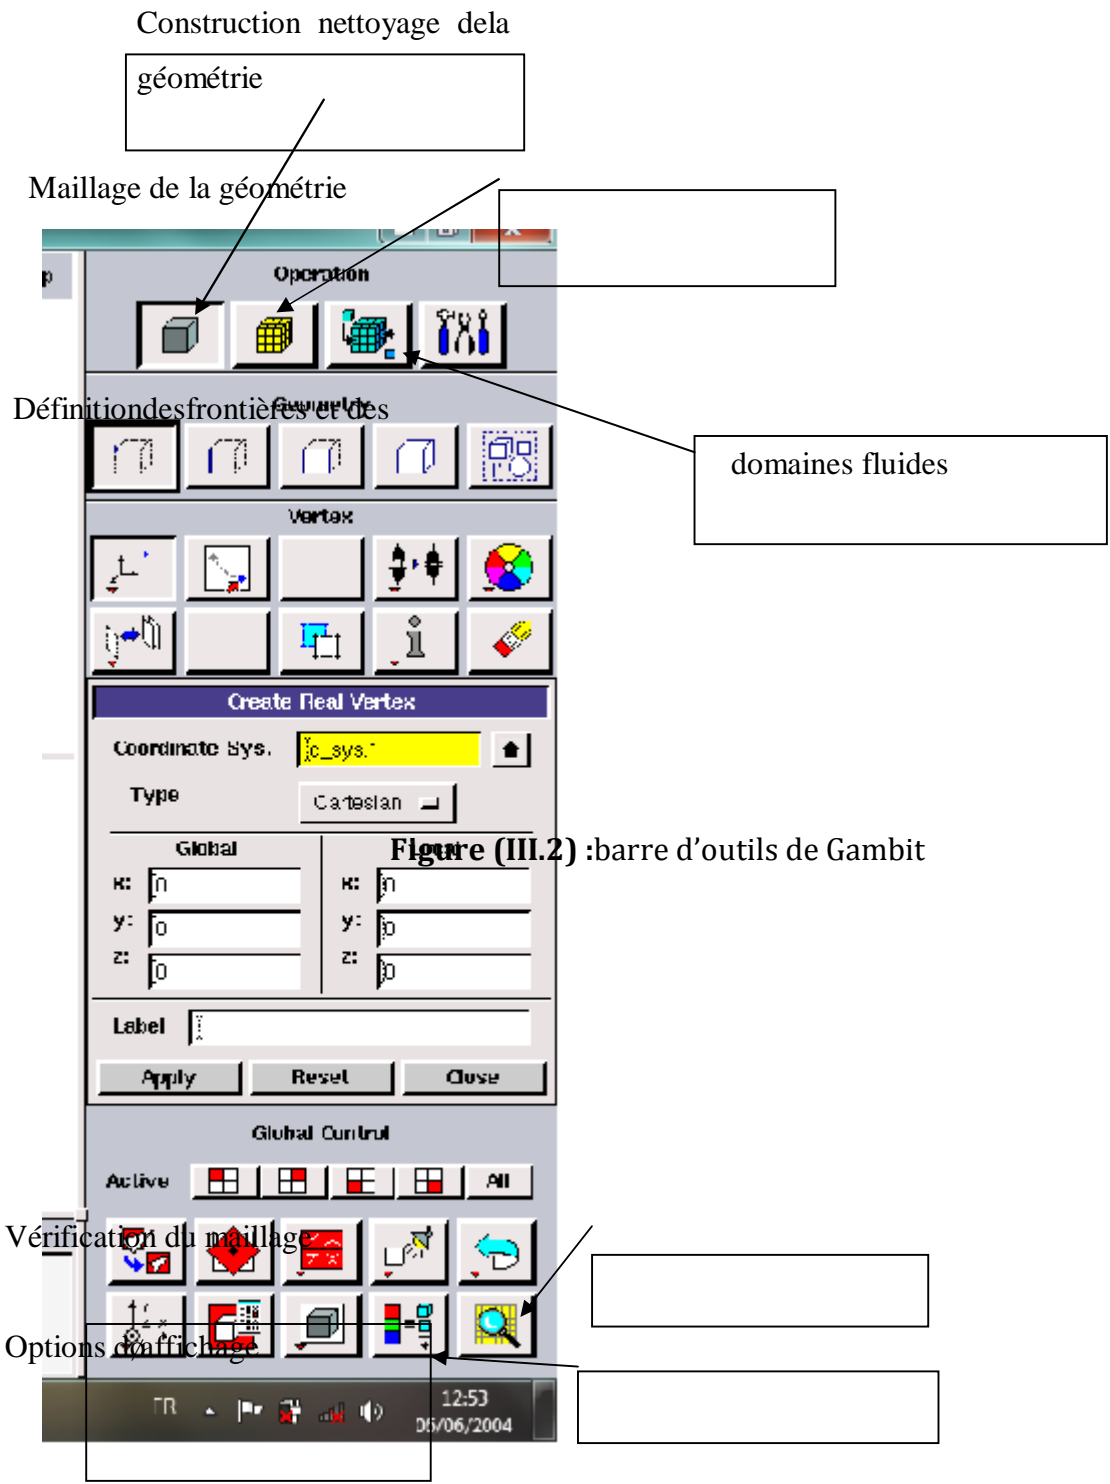 Construction nettoyage dela
géométrie
Maillage de la géométrie
Operation
Définitiondesfrontières et des
Geometry
domaines fluides
Vertex
Create Real Vertex
Coordinate Sys. c_sys.1
Type Cartesian
Global Local
Figure (III.2) :barre d’outils de Gambit
x: 0 x: 0
y: 0 y: 0
z: 0 z: 0
Label
Apply Reset Close
Global Control
Active All
Vérification du maillage
Options d’affichage
FR 12:53
06/06/2004